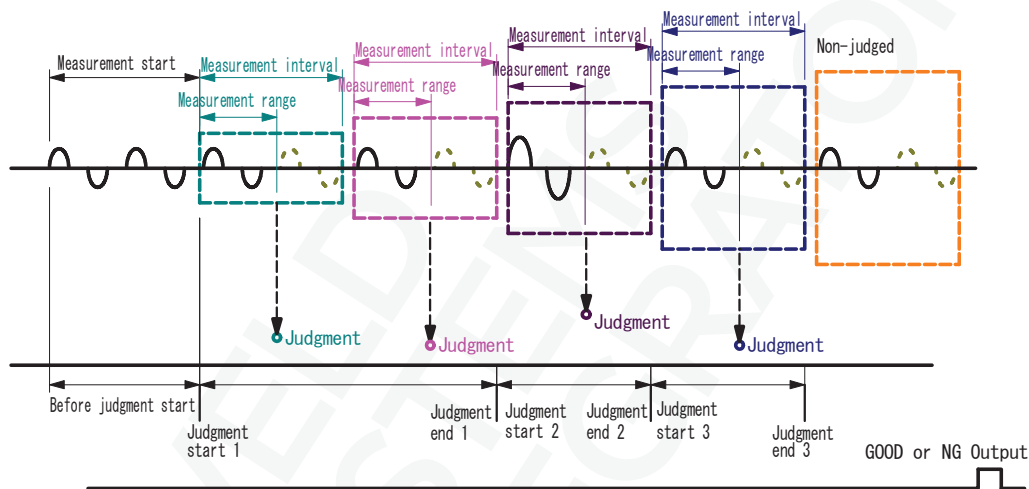 Measurement interval
Measurement interval
Measurement interval
Non-judged
Measurement start
Measurement interval
Measurement range
Measurement range
Measurement range
Measurement range
Judgment
Judgment
Judgment
Judgment
Before judgment start
Judgment
start 1
Judgment
end 1
Judgment
start 2
Judgment
end 2
Judgment
start 3
Judgment
end 3
GOOD or NG Output